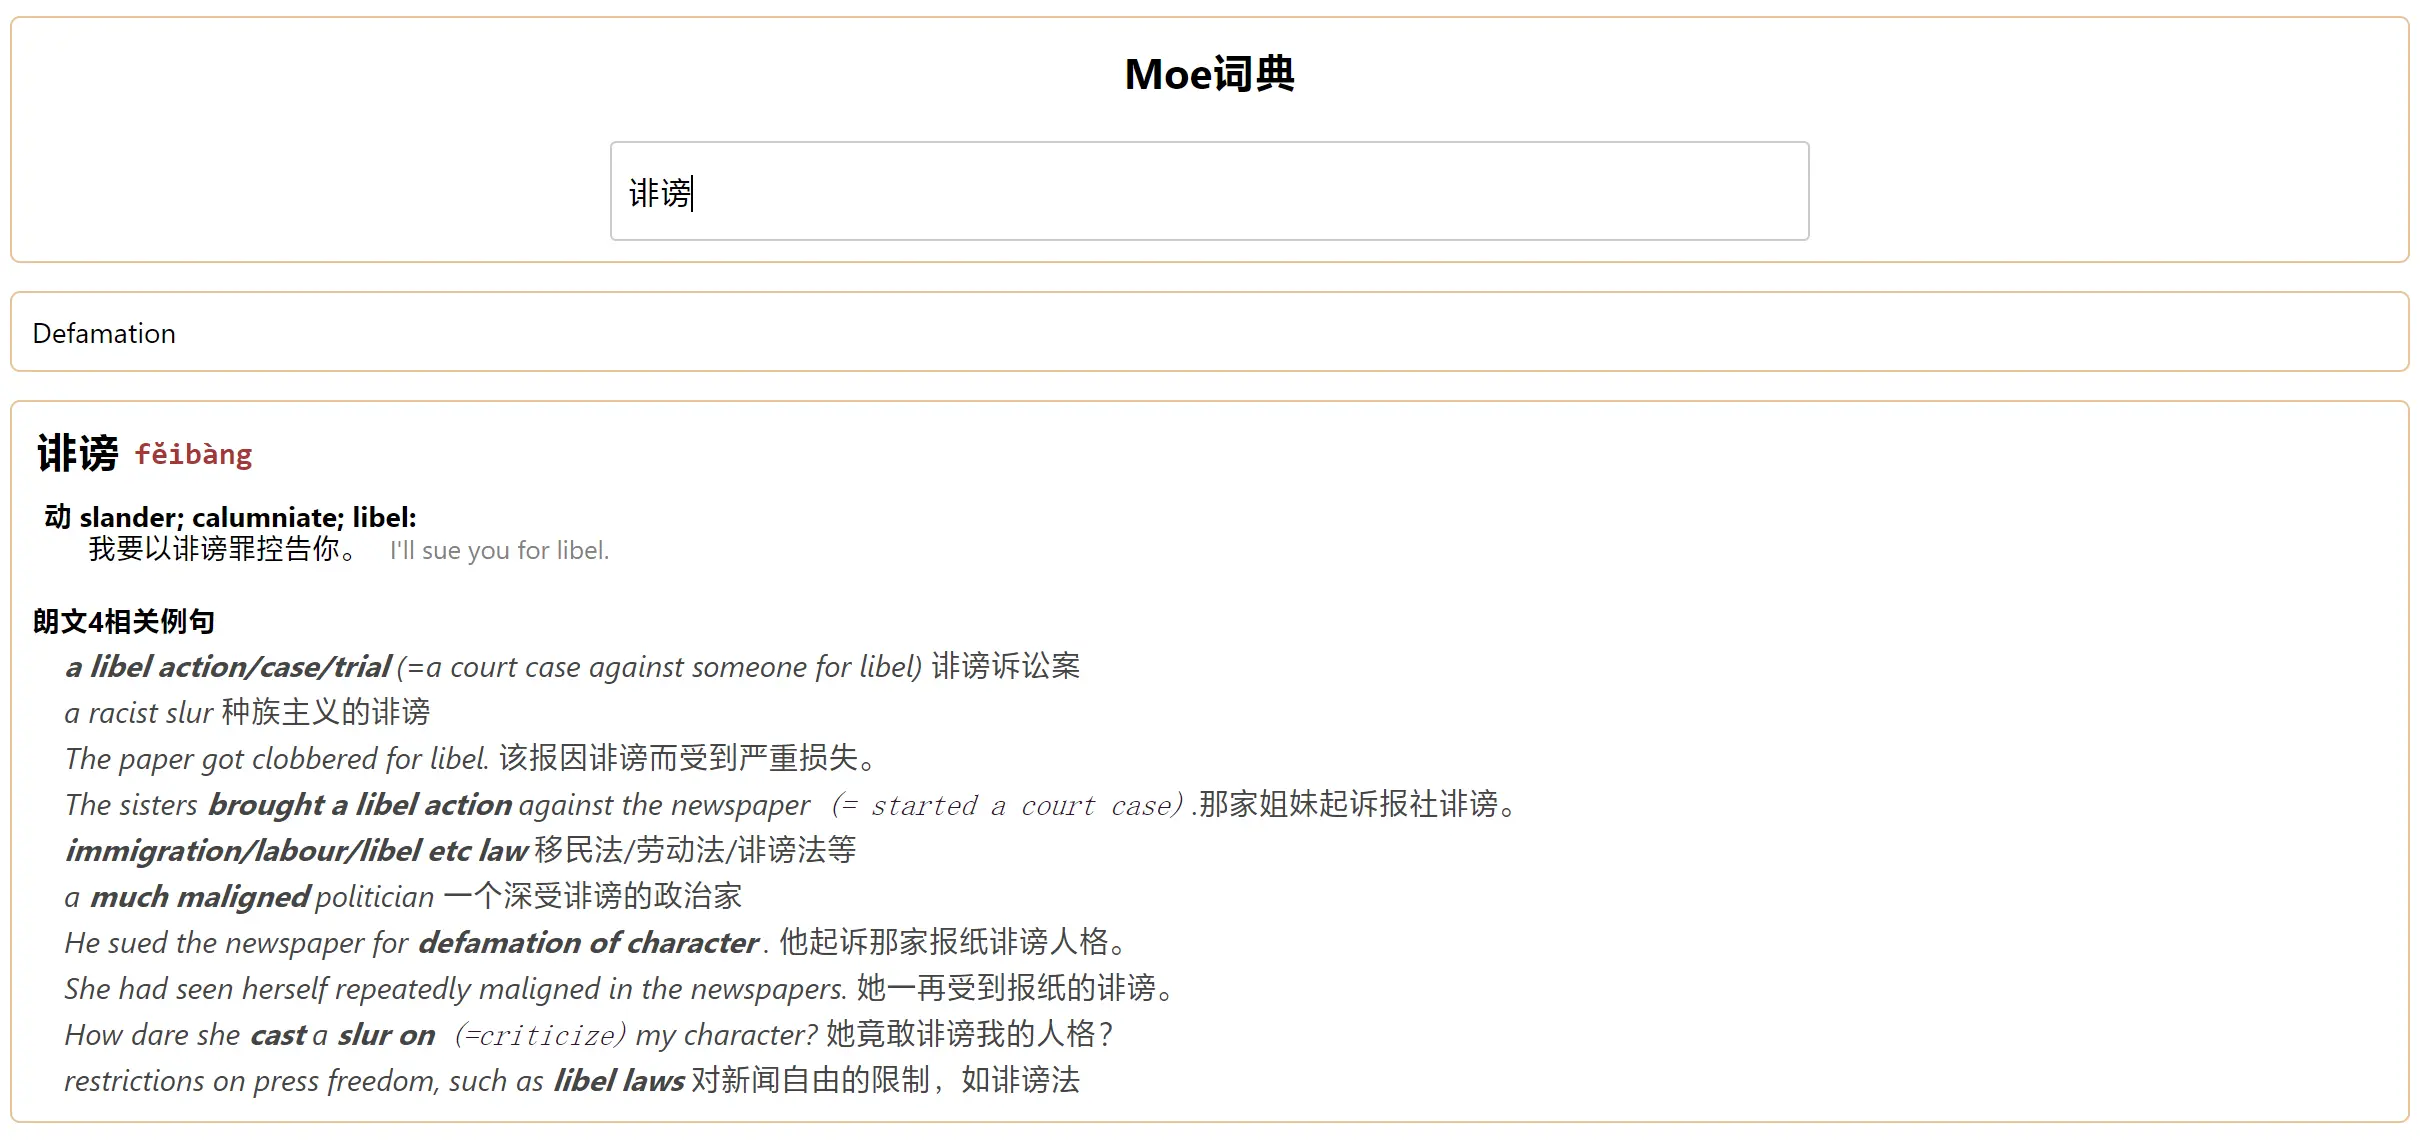 Moe词典
诽谤
Defamation
诽谤 fěibàng
动 slander; calumniate; libel:
我要以诽谤罪控告你。 I'll sue you for libel.
朗文4相关例句
a libel action/case/trial (=a court case against someone for libel) 诽谤诉讼案
a racist slur 种族主义的诽谤
The paper got clobbered for libel. 该报因诽谤而受到严重损失。
The sisters brought a libel action against the newspaper（= started a court case）.那家姐妹起诉报社诽谤。
immigration/labour/libel etc law 移民法/劳动法/诽谤法等
a much maligned politician 一个深受诽谤的政治家
He sued the newspaper for defamation of character . 他起诉那家报纸诽谤人格。
She had seen herself repeatedly maligned in the newspapers. 她一再受到报纸的诽谤。
How dare she cast a slur on（=criticize）my character? 她竟敢诽谤我的人格？
restrictions on press freedom, such as libel laws 对新闻自由的限制，如诽谤法